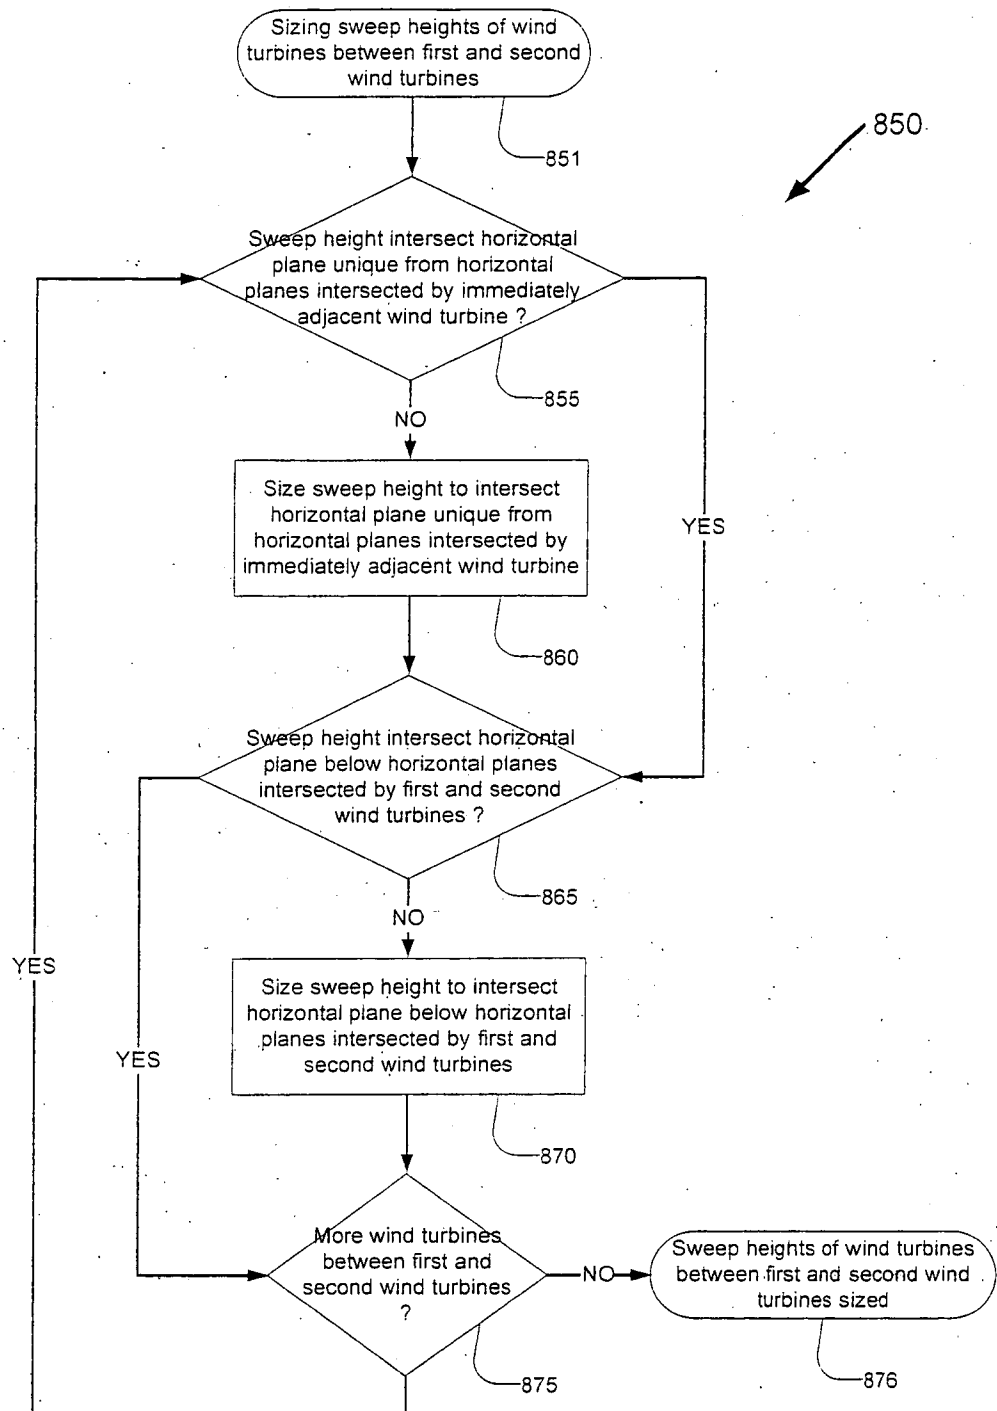 Sizing sweep heights of wind
turbines between first and second
wind turbines
850
851
Sweep height intersect horizontal
plane unique from horizontal
planes intersected by immediately
adjacent wind turbine ?
855
NO
Size sweep height to intersect
horizontal plane unique from
horizontal planes intersected by
immediately adjacent wind turbine
YES
860
Sweep height intersect horizontal
plane below horizontal planes
intersected by first and second
wind turbines ?
865
NO
YES
Size sweep height to intersect
horizontal plane below horizontal
planes intersected by first and
second wind turbines
YES
870
More wind turbines
between first and
second wind turbines
?
NO
Sweep heights of wind turbines
between first and second wind
turbines sized
875
876